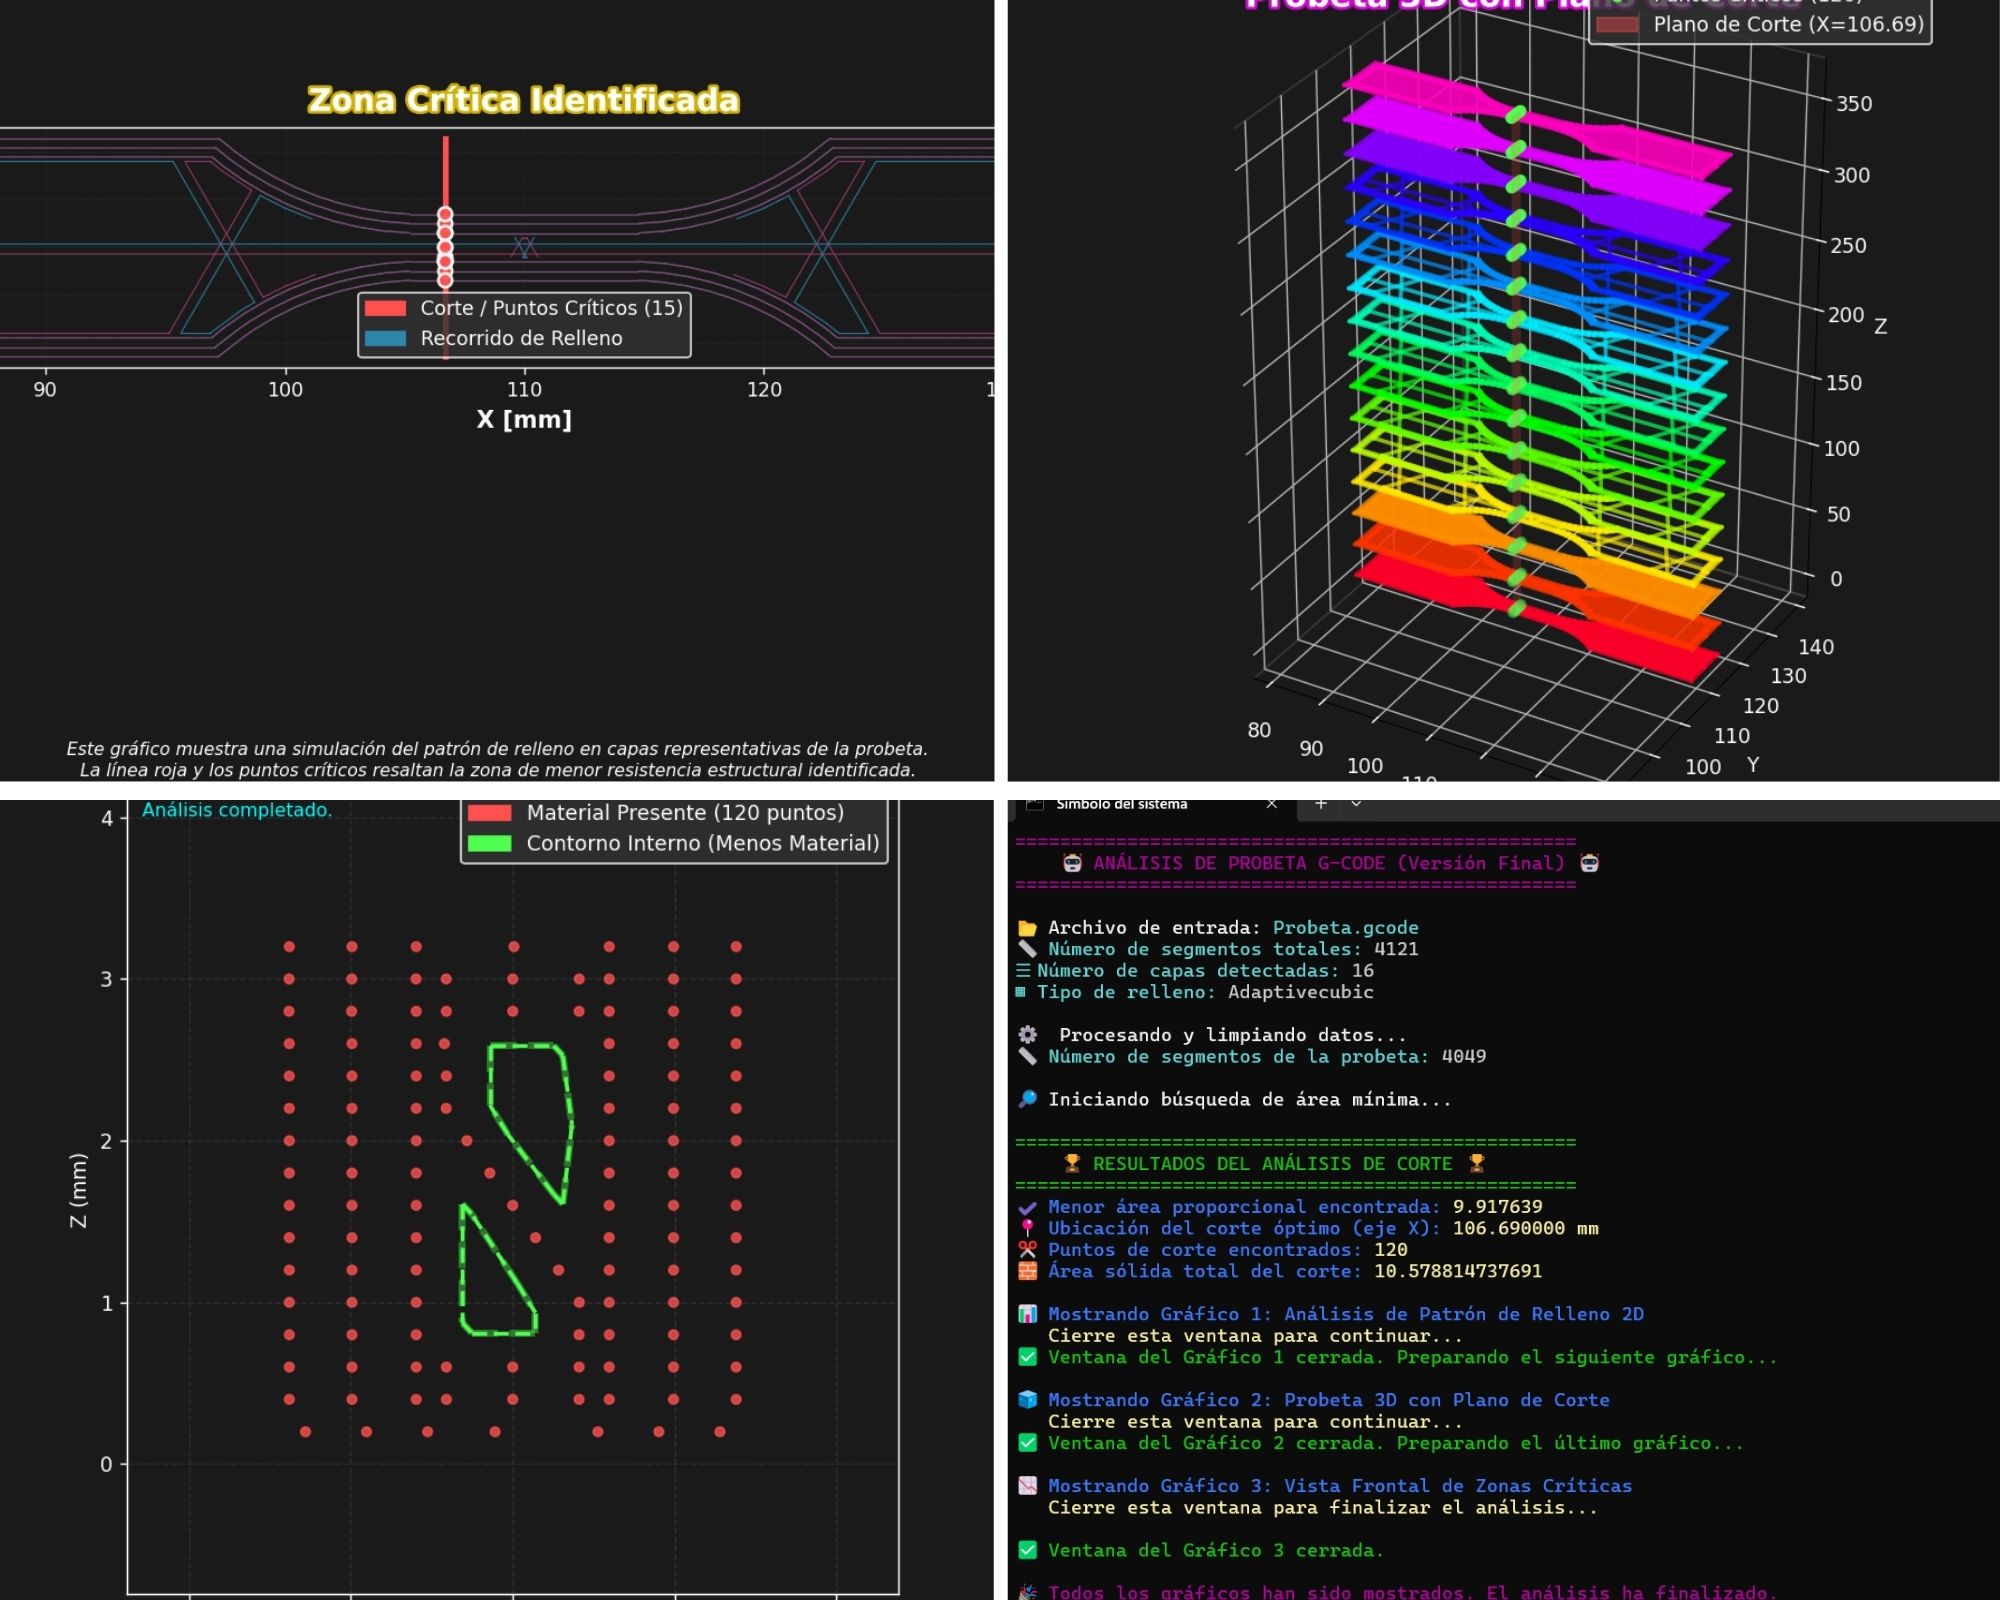 Zona Crítica Identificada
Corte / Puntos Críticos (15)
Recorrido de Relleno
90 100 110 120 1
X [mm]
Este gráfico muestra una simulación del patrón de relleno en capas representativas de la probeta.
La línea roja y los puntos críticos resaltan la zona de menor resistencia estructural identificada.
Probeta 3D con Plano de Corte
Puntos Críticos (120)
Plano de Corte (X=106.69)
350
300
250
200 Z
150
100
50
0
140
130
120
110
100 Y
80
90
100
110
Análisis completado.
Material Presente (120 puntos)
Contorno Interno (Menos Material)
4
3
2
1
0
Z (mm)
Símbolo del sistema × +
=================================================
ANÁLISIS DE PROBETA G-CODE (Versión Final)
=================================================
Archivo de entrada: Probeta.gcode
Número de segmentos totales: 4121
Número de capas detectadas: 16
Tipo de relleno: Adaptivecubic
Procesando y limpiando datos...
Número de segmentos de la probeta: 4049
Iniciando búsqueda de área mínima...
=================================================
RESULTADOS DEL ANÁLISIS DE CORTE
=================================================
Menor área proporcional encontrada: 9.917639
Ubicación del corte óptimo (eje X): 106.690000 mm
Puntos de corte encontrados: 120
Área sólida total del corte: 10.578814737691
Mostrando Gráfico 1: Análisis de Patrón de Relleno 2D
Cierre esta ventana para continuar...
Ventana del Gráfico 1 cerrada. Preparando el siguiente gráfico...
Mostrando Gráfico 2: Probeta 3D con Plano de Corte
Cierre esta ventana para continuar...
Ventana del Gráfico 2 cerrada. Preparando el último gráfico...
Mostrando Gráfico 3: Vista Frontal de Zonas Críticas
Cierre esta ventana para finalizar el análisis...
Ventana del Gráfico 3 cerrada.
Todos los gráficos han sido mostrados. El análisis ha finalizado.